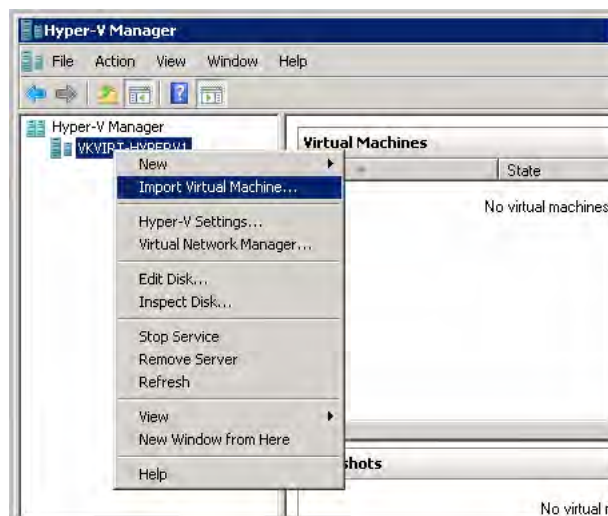 Hyper-V Manager
File Action View Window Help
Hyper-V Manager
VKVIRT-HYPERV1
Virtual Machines
State
No virtual machines
New
Import Virtual Machine...
Hyper-V Settings...
Virtual Network Manager...
Edit Disk...
Inspect Disk...
Stop Service
Remove Server
Refresh
View
New Window from Here
Help
shots
No virtual